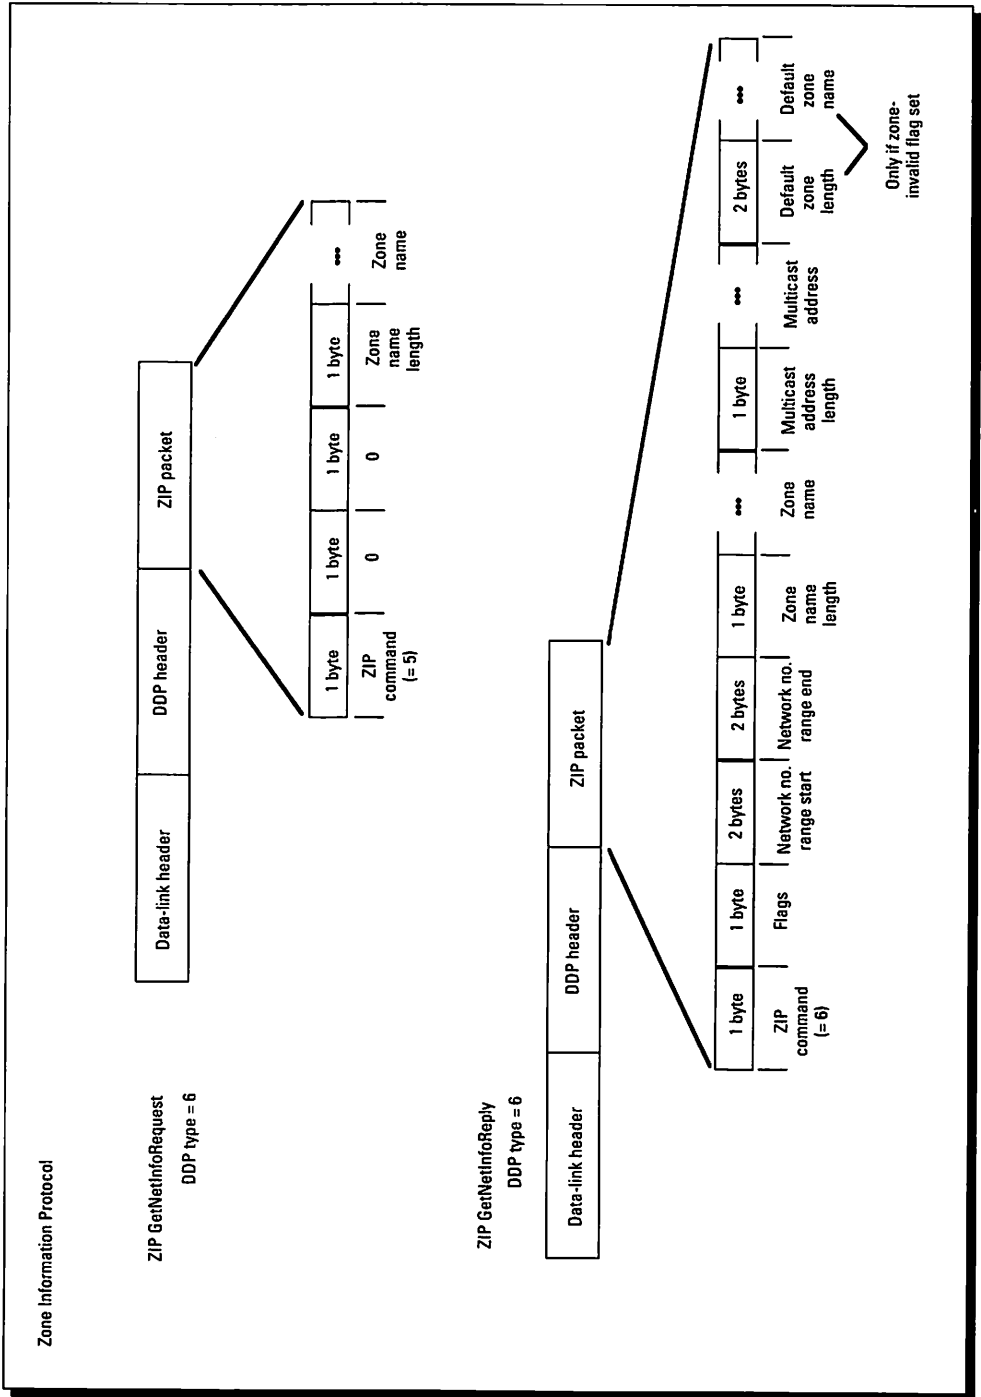 Zone Information Protocol
ZIP GetNetInfoRequest
DDP type = 6
Data-link header
DDP header
ZIP packet
1 byte
1 byte
1 byte
1 byte
•••
ZIP
command
(= 5)
0
0
Zone
name
length
Zone
name
ZIP GetNetInfoReply
DDP type = 6
Data-link header
DDP header
ZIP packet
1 byte
1 byte
2 bytes
2 bytes
1 byte
•••
1 byte
•••
2 bytes
•••
ZIP
command
(= 6)
Flags
Network no.
range start
Network no.
range end
Zone
name
length
Zone
name
Multicast
address
length
Multicast
address
Default
zone
length
Default
zone
name
Only if zone-
invalid flag set